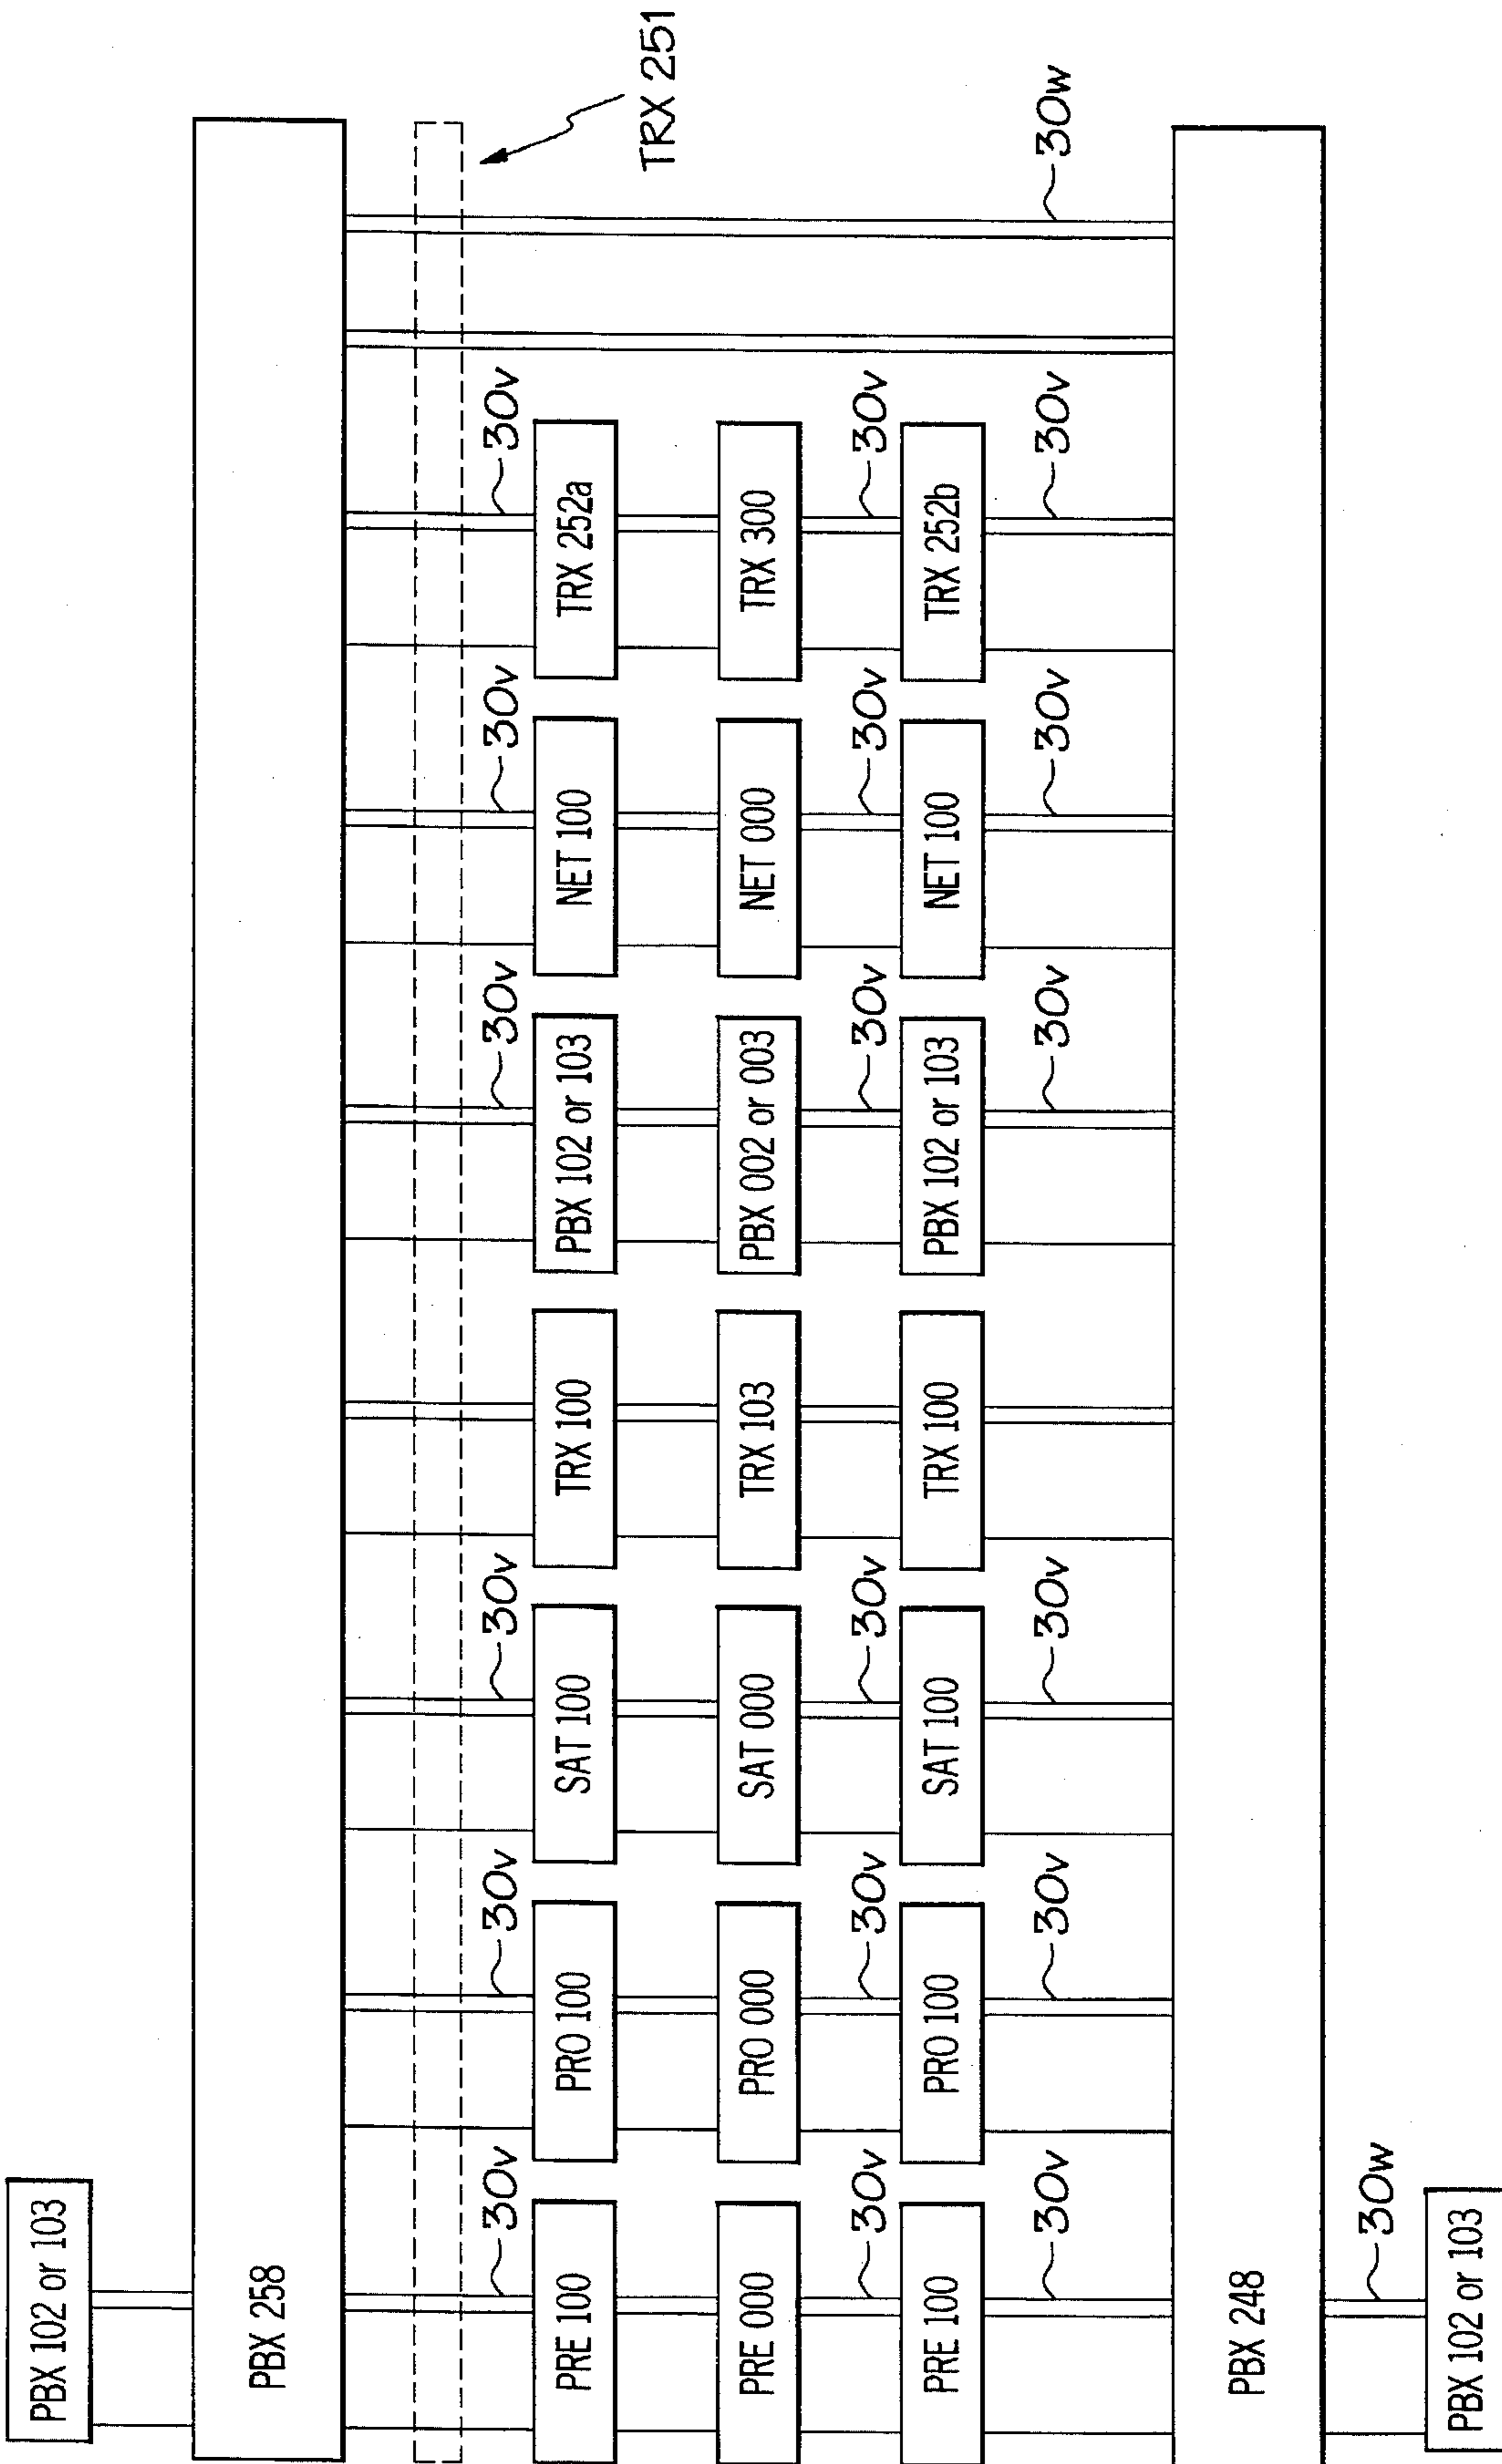 PBX 102 or 103
PBX 258
TRX 251
30v
30v
30v
30v
30v
30v
PRE 100
PRO 100
SAT 100
TRX 100
PBX 102 or 103
NET 100
TRX 252a
PRE 000
PRO 000
SAT 000
TRX 103
PBX 002 or 003
NET 000
TRX 300
30v
30v
30v
30v
30v
30v
PRE 100
PRO 100
SAT 100
TRX 100
PBX 102 or 103
NET 100
TRX 252b
30v
30v
30v
30v
30v
30v
30w
PBX 248
30w
PBX 102 or 103